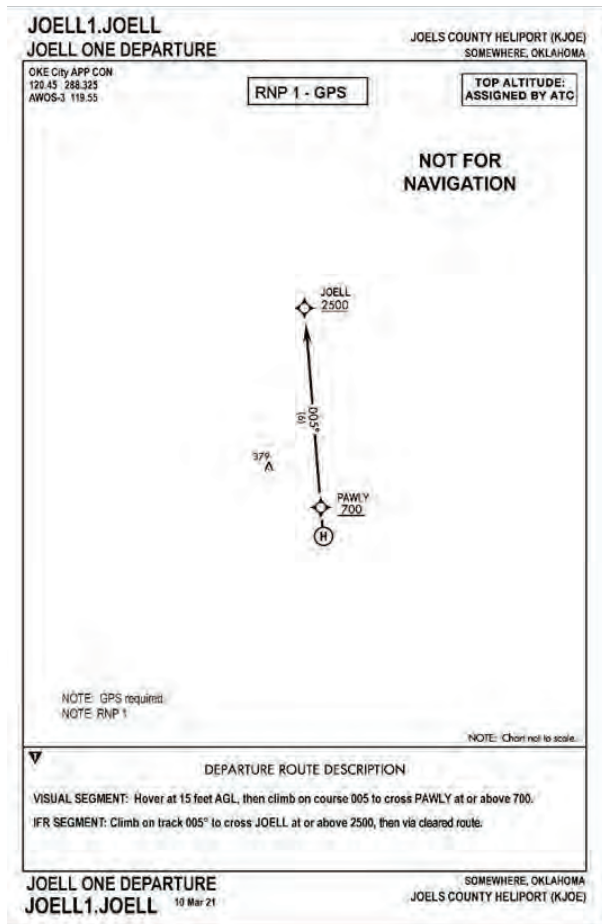 JOELL1.JOELL
JOELL ONE DEPARTURE
JOELS COUNTY HELIPORT (KJOE)
SOMEWHERE, OKLAHOMA
OKE City APP CON
120.45 288.325
AWOS-3 119.55
RNP 1 - GPS
TOP ALTITUDE:
ASSIGNED BY ATC
NOT FOR
NAVIGATION
JOELL
2500
005°
379
PAWLY
700
H
NOTE: GPS required.
NOTE: RNP 1
NOTE: Chart not to scale.
T
DEPARTURE ROUTE DESCRIPTION
VISUAL SEGMENT: Hover at 15 feet AGL, then climb on course 005 to cross PAWLY at or above 700.
IFR SEGMENT: Climb on track 005° to cross JOELL at or above 2500, then via cleared route.
JOELL ONE DEPARTURE
JOELL1.JOELL 10 Mar 21
SOMEWHERE, OKLAHOMA
JOELS COUNTY HELIPORT (KJOE)